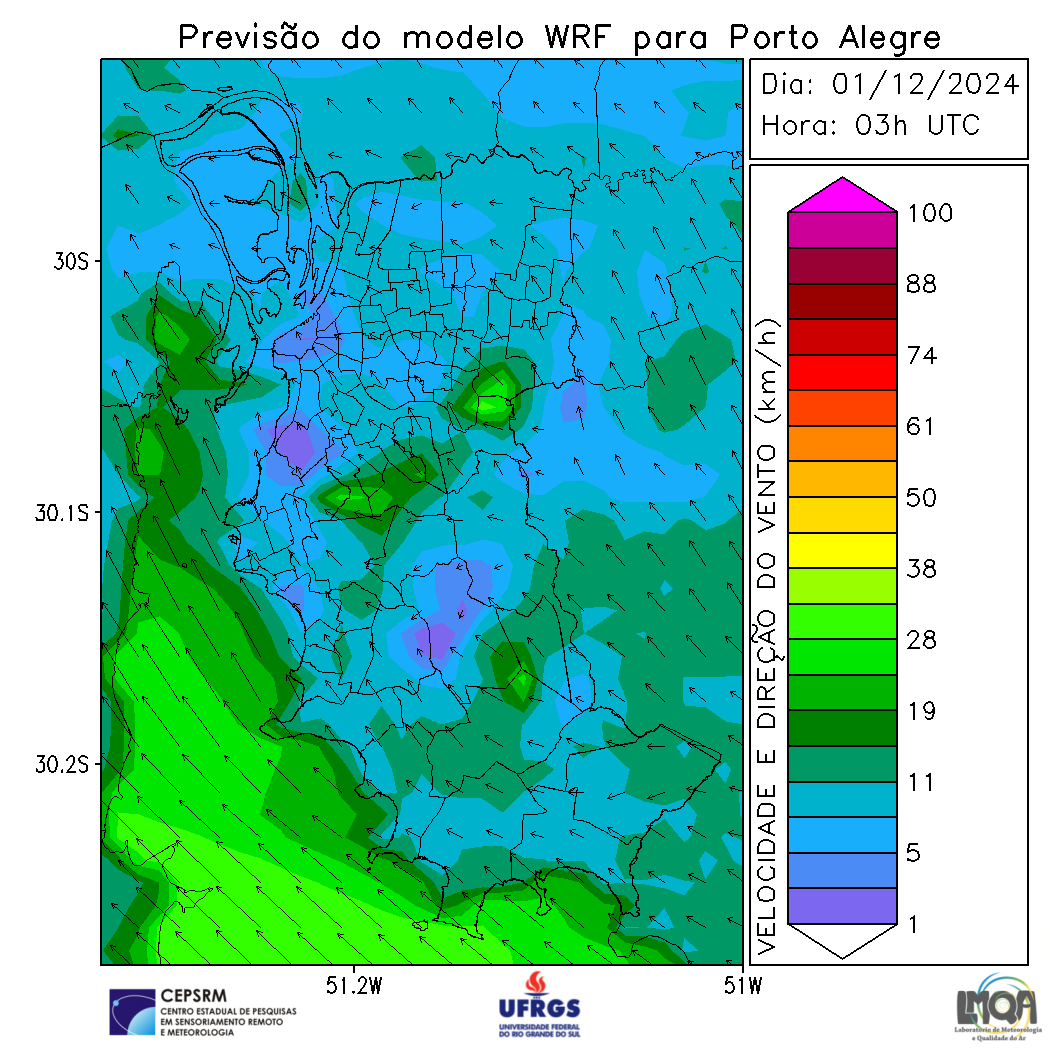 Previsão do modelo WRF para Porto Alegre
Dia: 01/12/2024
Hora: 03h UTC
30S
30.1S
30.2S
51.2W
51W
VELOCIDADE E DIREÇÃO DO VENTO (km/h)
100
88
74
61
50
38
28
19
11
5
1
CEPSRM
CENTRO ESTADUAL DE PESQUISAS
EM SENSORIAMENTO REMOTO
E METEOROLOGIA
UFRGS
UNIVERSIDADE FEDERAL
DO RIO GRANDE DO SUL
LMQA
Laboratório de Meteorologia
e Qualidade do Ar